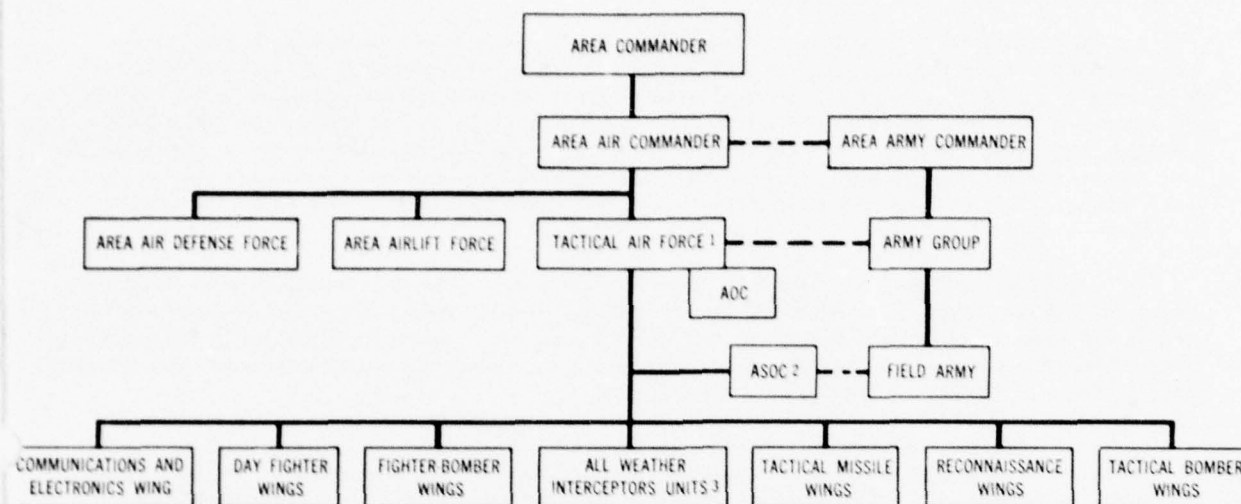 AREA COMMANDER
AREA AIR COMMANDER
AREA ARMY COMMANDER
AREA AIR DEFENSE FORCE
AREA AIRLIFT FORCE
TACTICAL AIR FORCE 1
ARMY GROUP
AOC
ASOC 2
FIELD ARMY
COMMUNICATIONS AND
ELECTRONICS WING
DAY FIGHTER
WINGS
FIGHTER BOMBER
WINGS
ALL WEATHER
INTERCEPTORS UNITS 3
TACTICAL MISSILE
WINGS
RECONNAISSANCE
WINGS
TACTICAL BOMBER
WINGS